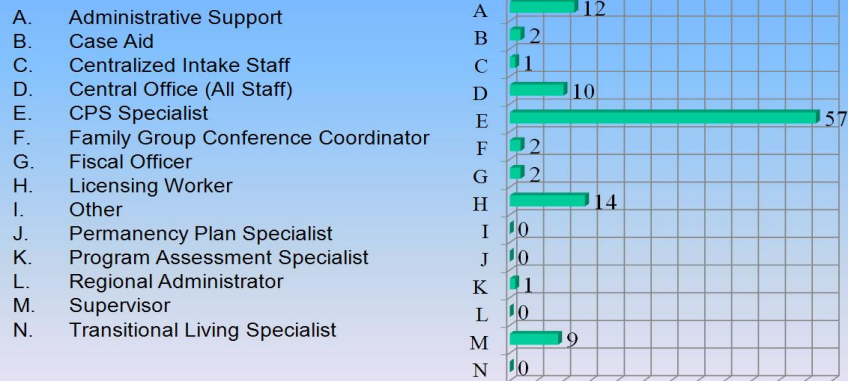 A. Administrative Support
B. Case Aid
C. Centralized Intake Staff
D. Central Office (All Staff)
E. CPS Specialist
F. Family Group Conference Coordinator
G. Fiscal Officer
H. Licensing Worker
I. Other
J. Permanency Plan Specialist
K. Program Assessment Specialist
L. Regional Administrator
M. Supervisor
N. Transitional Living Specialist
A 12
B 2
C 1
D 10
E 57
F 2
G 2
H 14
I 0
J 0
K 1
L 0
M 9
N 0